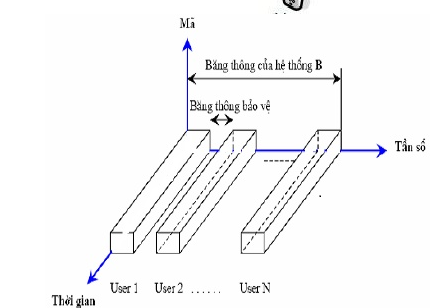 Mã
Băng thông của hệ thống B
Băng thông bảo vệ
Tần số
User 1 User 2 ...... User N
Thời gian